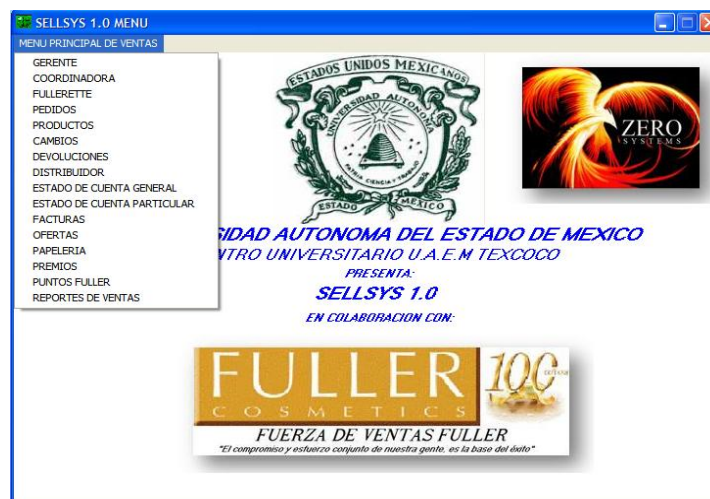 SELLSYS 1.0 MENU
MENU PRINCIPAL DE VENTAS
GERENTE
COORDINADORA
FULLERETTE
PEDIDOS
PRODUCTOS
CAMBIOS
DEVOLUCIONES
DISTRIBUIDOR
ESTADO DE CUENTA GENERAL
ESTADO DE CUENTA PARTICULAR
FACTURAS
OFERTAS
PAPELERIA
PREMIOS
PUNTOS FULLER
REPORTES DE VENTAS
ESTADOS UNIDOS MEXICANOS
UNIVERSIDAD AUTONOMA
PATRIA CIENCIA Y TRABAJO
ESTADO MEXICO
ZERO
SYSTEMS
SIDAD AUTONOMA DEL ESTADO DE MEXICO
NTRO UNIVERSITARIO U.A.E.M TEXCOCO
PRESENTA:
SELLSYS 1.0
EN COLABORACION CON:
FULLER
COSMETICS
100
FUERZA DE VENTAS FULLER
"El compromiso y esfuerzo conjunto de nuestra gente, es la base del éxito"